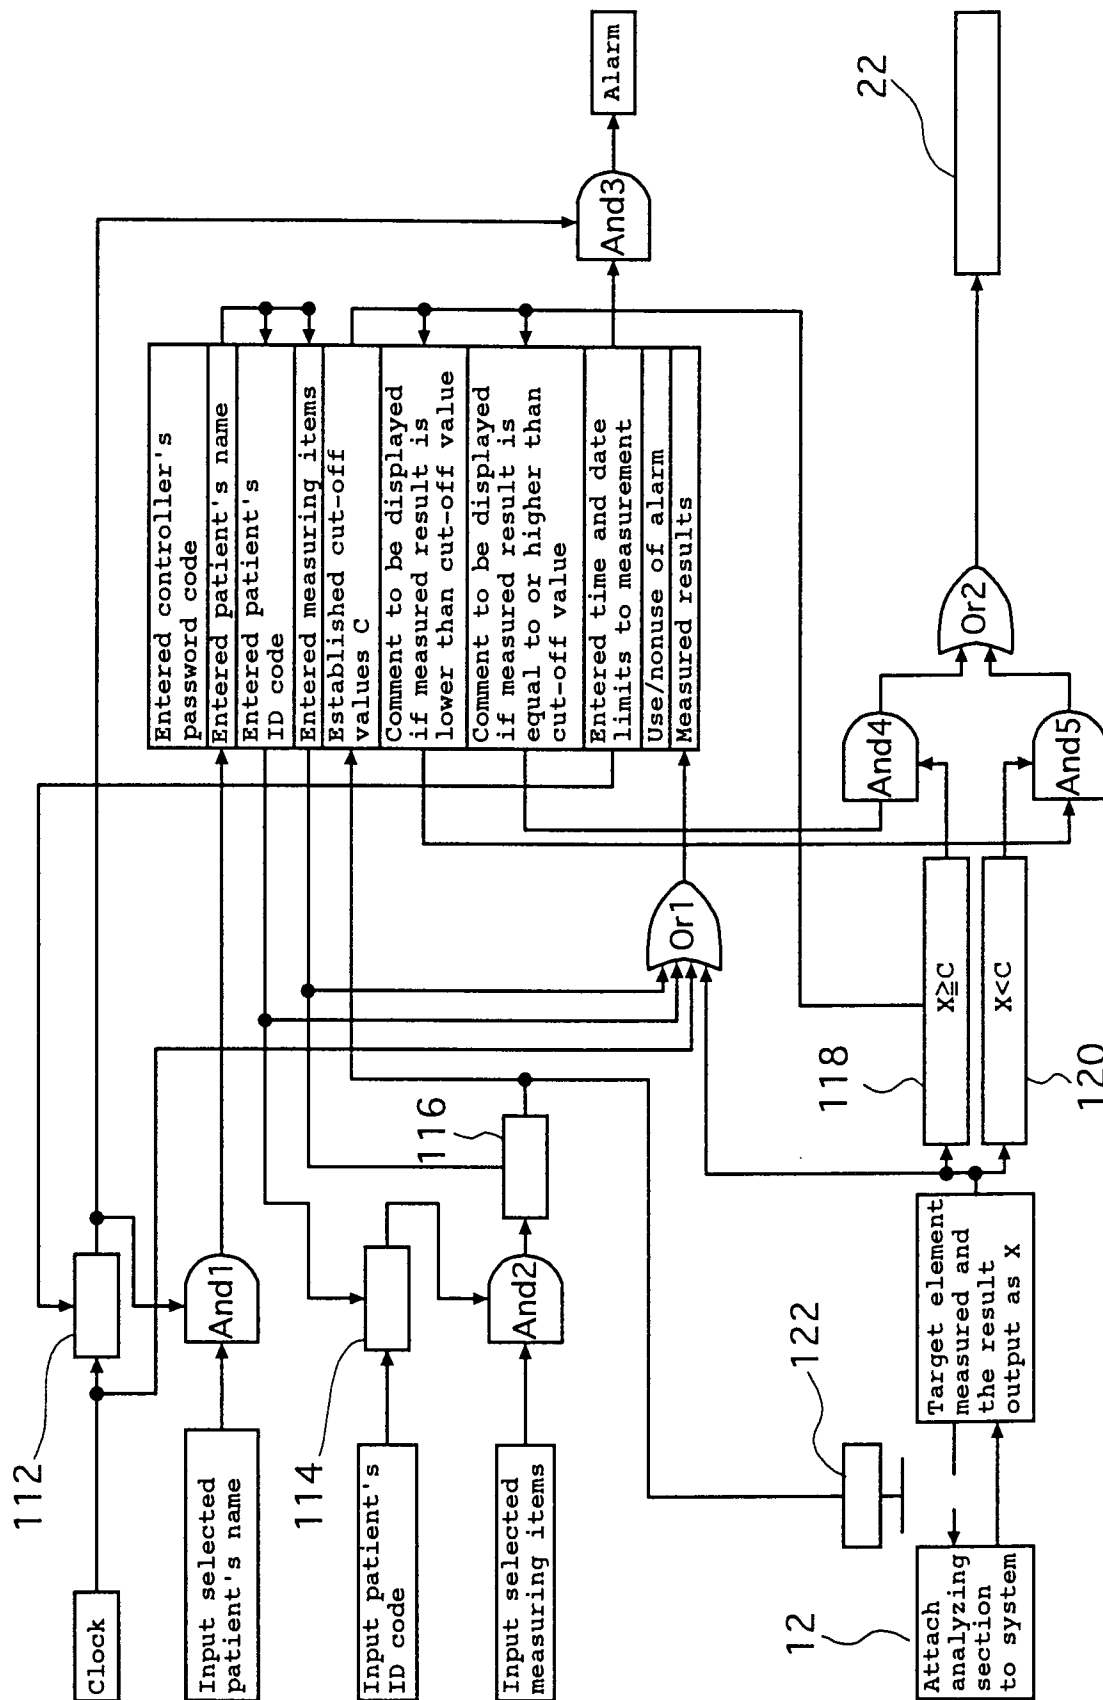 Clock
112
Input selected
patient's name
And1
Input patient's
ID code
114
Input selected
measuring items
And2
116
Entered controller's
password code
Entered patient's name
Entered patient's
ID code
Entered measuring items
Established cut-off
values C
Comment to be displayed
if measured result is
lower than cut-off value
Comment to be displayed
if measured result is
equal to or higher than
cut-off value
Entered time and date
limits to measurement
Use/nonuse of alarm
Measured results
And3
Alarm
Or1
122
12
Attach
analyzing
section
to system
Target element
measured and
the result
output as X
118
X≧C
120
X<C
And4
And5
Or2
22